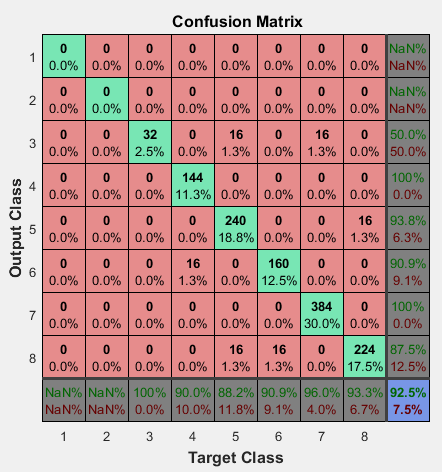 Confusion Matrix
0 0 0 0 0 0 0 0 NaN%
1
0.0% 0.0% 0.0% 0.0% 0.0% 0.0% 0.0% 0.0% NaN%
0 0 0 0 0 0 0 0 NaN%
2
0.0% 0.0% 0.0% 0.0% 0.0% 0.0% 0.0% 0.0% NaN%
0 0 32 0 16 0 16 0 50.0%
3
0.0% 0.0% 2.5% 0.0% 1.3% 0.0% 1.3% 0.0% 50.0%
0 0 0 144 0 0 0 0 100%
4
0.0% 0.0% 0.0% 11.3% 0.0% 0.0% 0.0% 0.0% 0.0%
0 0 0 0 240 0 0 16 93.8%
5
0.0% 0.0% 0.0% 0.0% 18.8% 0.0% 0.0% 1.3% 6.3%
0 0 0 16 0 160 0 0 90.9%
6
0.0% 0.0% 0.0% 1.3% 0.0% 12.5% 0.0% 0.0% 9.1%
0 0 0 0 0 0 384 0 100%
7
0.0% 0.0% 0.0% 0.0% 0.0% 0.0% 30.0% 0.0% 0.0%
0 0 0 0 16 16 0 224 87.5%
8
0.0% 0.0% 0.0% 0.0% 1.3% 1.3% 0.0% 17.5% 12.5%
NaN% NaN% 100% 90.0% 88.2% 90.9% 96.0% 93.3% 92.5%
NaN% NaN% 0.0% 10.0% 11.8% 9.1% 4.0% 6.7% 7.5%
1 2 3 4 5 6 7 8
Target Class
Output Class